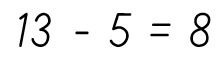 13 - 5 = 8